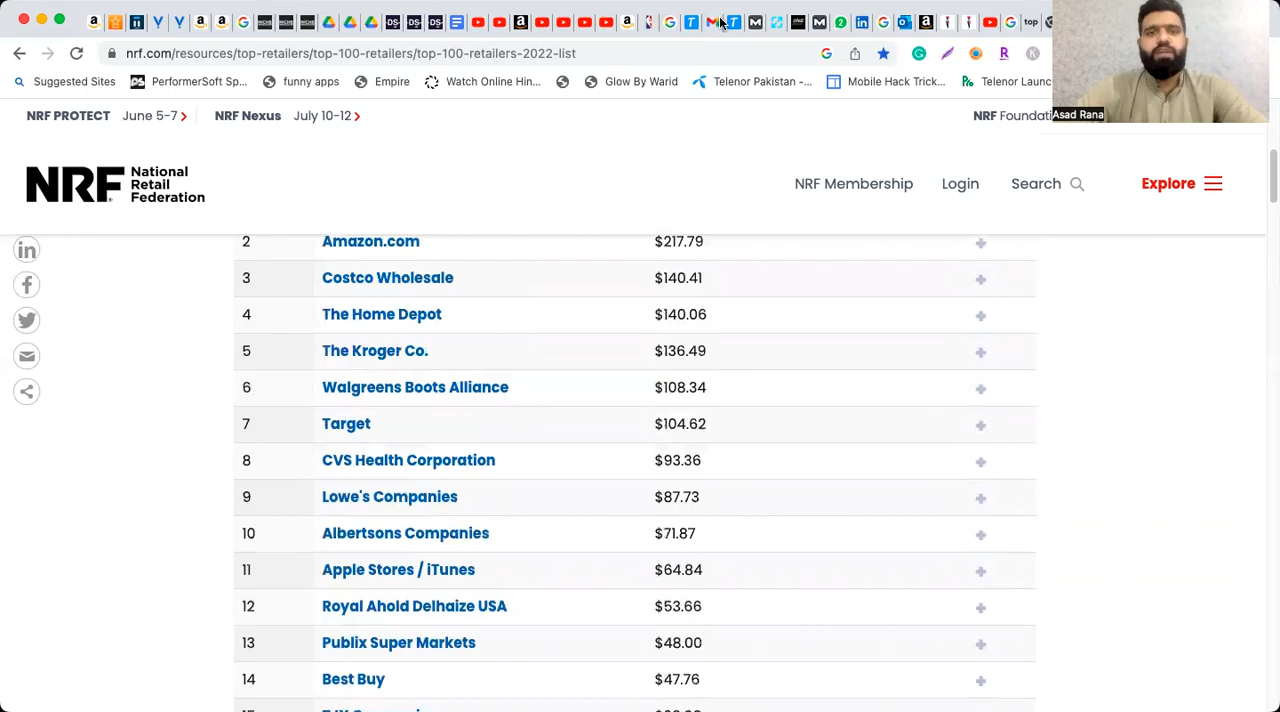 nrf.com/resources/top-retailers/top-100-retailers/top-100-retailers-2022-list
Suggested Sites PerformerSoft Sp... funny apps Empire Watch Online Hin... Glow By Warid Telenor Pakistan -... Mobile Hack Trick... Telenor Launc
NRF PROTECT June 5-7 NRF Nexus July 10-12 NRF Foundat
Asad Rana
NRF National
Retail
Federation
NRF Membership Login Search Explore
2 Amazon.com $217.79
3 Costco Wholesale $140.41
4 The Home Depot $140.06
5 The Kroger Co. $136.49
6 Walgreens Boots Alliance $108.34
7 Target $104.62
8 CVS Health Corporation $93.36
9 Lowe's Companies $87.73
10 Albertsons Companies $71.87
11 Apple Stores / iTunes $64.84
12 Royal Ahold Delhaize USA $53.66
13 Publix Super Markets $48.00
14 Best Buy $47.76